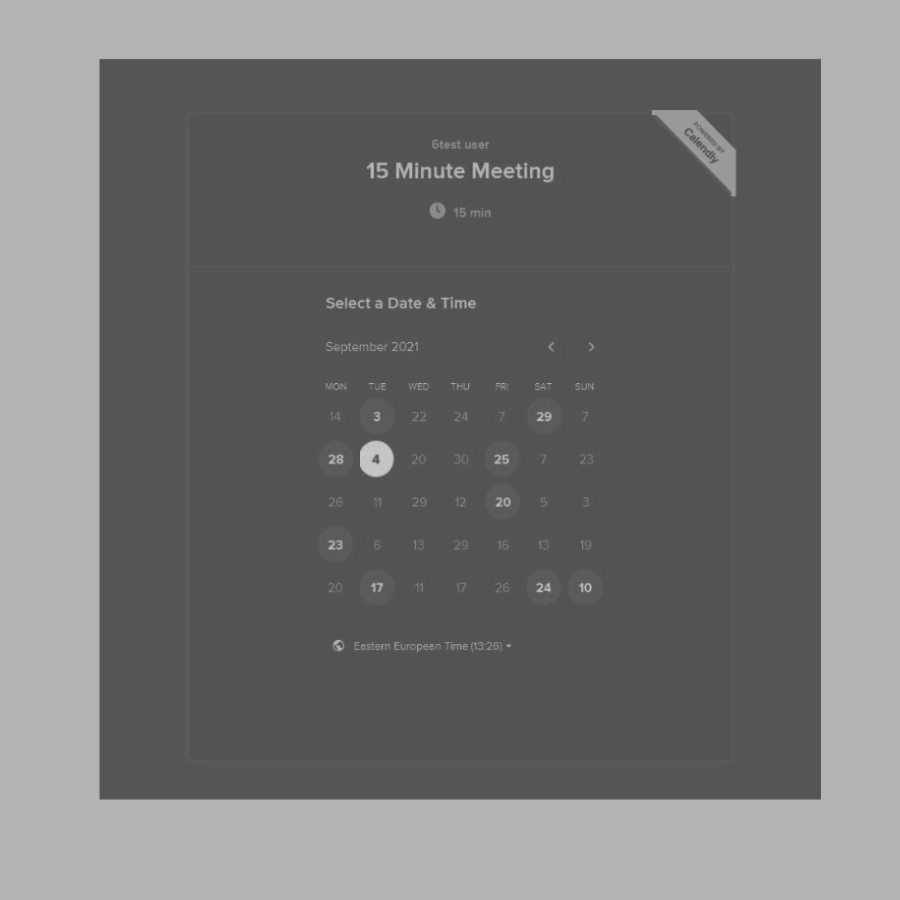 POWERED BY
Calendly
6test user
15 Minute Meeting
15 min
Select a Date & Time
September 2021
MON TUE WED THU FRI SAT SUN
14 3 22 24 7 29 7
28 4 20 30 25 7 23
26 11 29 12 20 5 3
23 6 13 29 16 13 19
20 17 11 17 26 24 10
Eastern European Time (13:26)